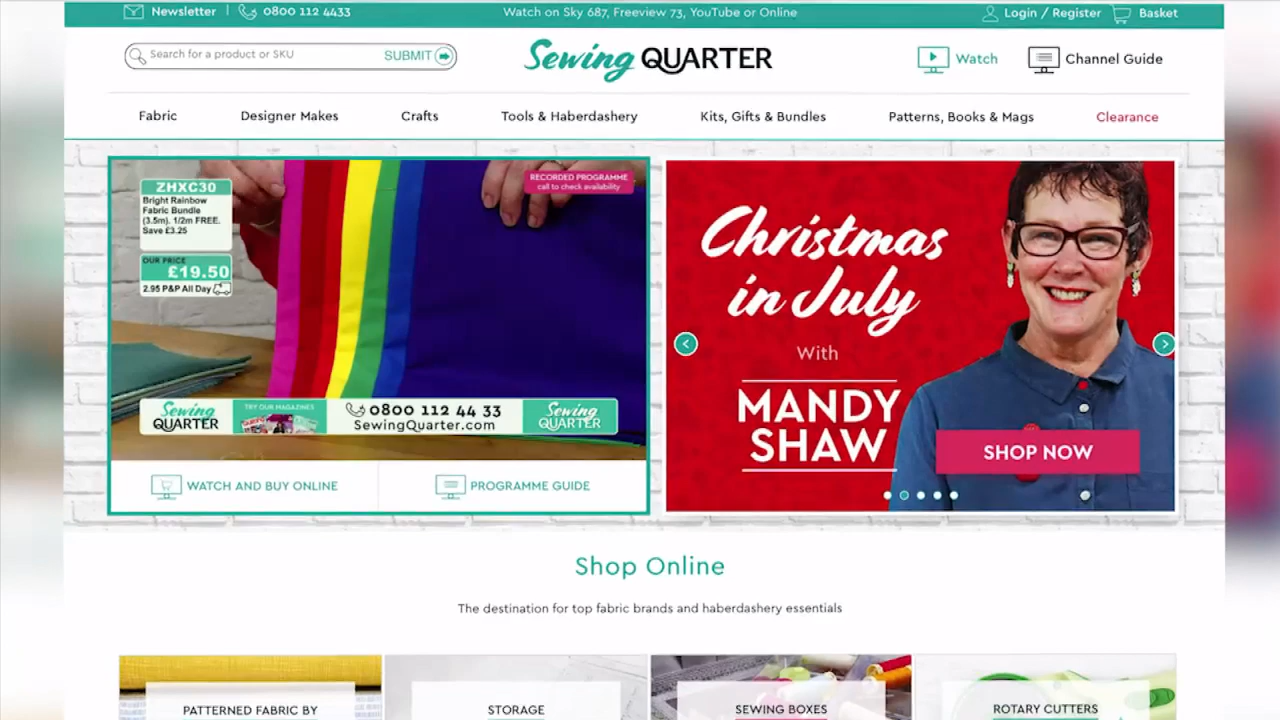 Newsletter
0800 112 4433
Watch on Sky 687, Freeview 73, YouTube or Online
Login / Register
Basket
Search for a product or SKU
SUBMIT
Sewing QUARTER
Watch
Channel Guide
Fabric
Designer Makes
Crafts
Tools & Haberdashery
Kits, Gifts & Bundles
Patterns, Books & Mags
Clearance
RECORDED PROGRAMME
call to check availability
ZHXC30
Bright Rainbow
Fabric Bundle
(3.5m). 1/2m FREE.
Save £3.25
OUR PRICE
£19.50
2.95 P&P All Day
Sewing
QUARTER
TRY OUR MAGAZINES
0800 112 44 33
SewingQuarter.com
Sewing
QUARTER
WATCH AND BUY ONLINE
PROGRAMME GUIDE
Christmas
in July
With
MANDY
SHAW
SHOP NOW
Shop Online
The destination for top fabric brands and haberdashery essentials
PATTERNED FABRIC BY
STORAGE
SEWING BOXES
ROTARY CUTTERS